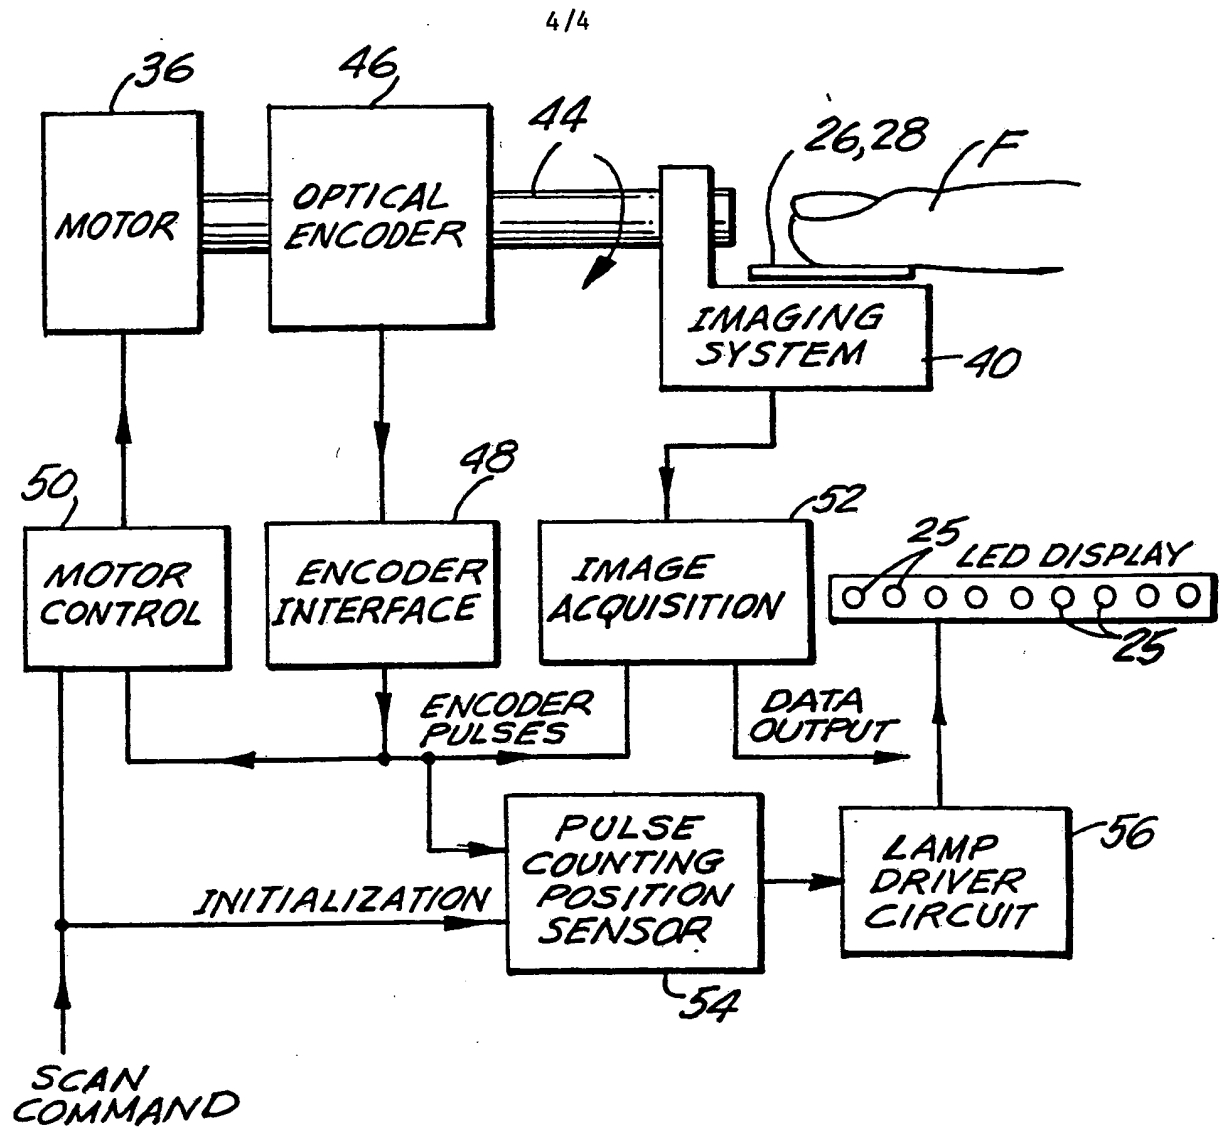 4/4
36
46
44
26,28
F
MOTOR
OPTICAL
ENCODER
IMAGING
SYSTEM
40
50
48
52
25
LED DISPLAY
MOTOR
CONTROL
ENCODER
INTERFACE
IMAGE
ACQUISITION
25
ENCODER
PULSES
DATA
OUTPUT
PULSE
COUNTING
POSITION
SENSOR
LAMP
DRIVER
CIRCUIT
56
INITIALIZATION
54
SCAN
COMMAND